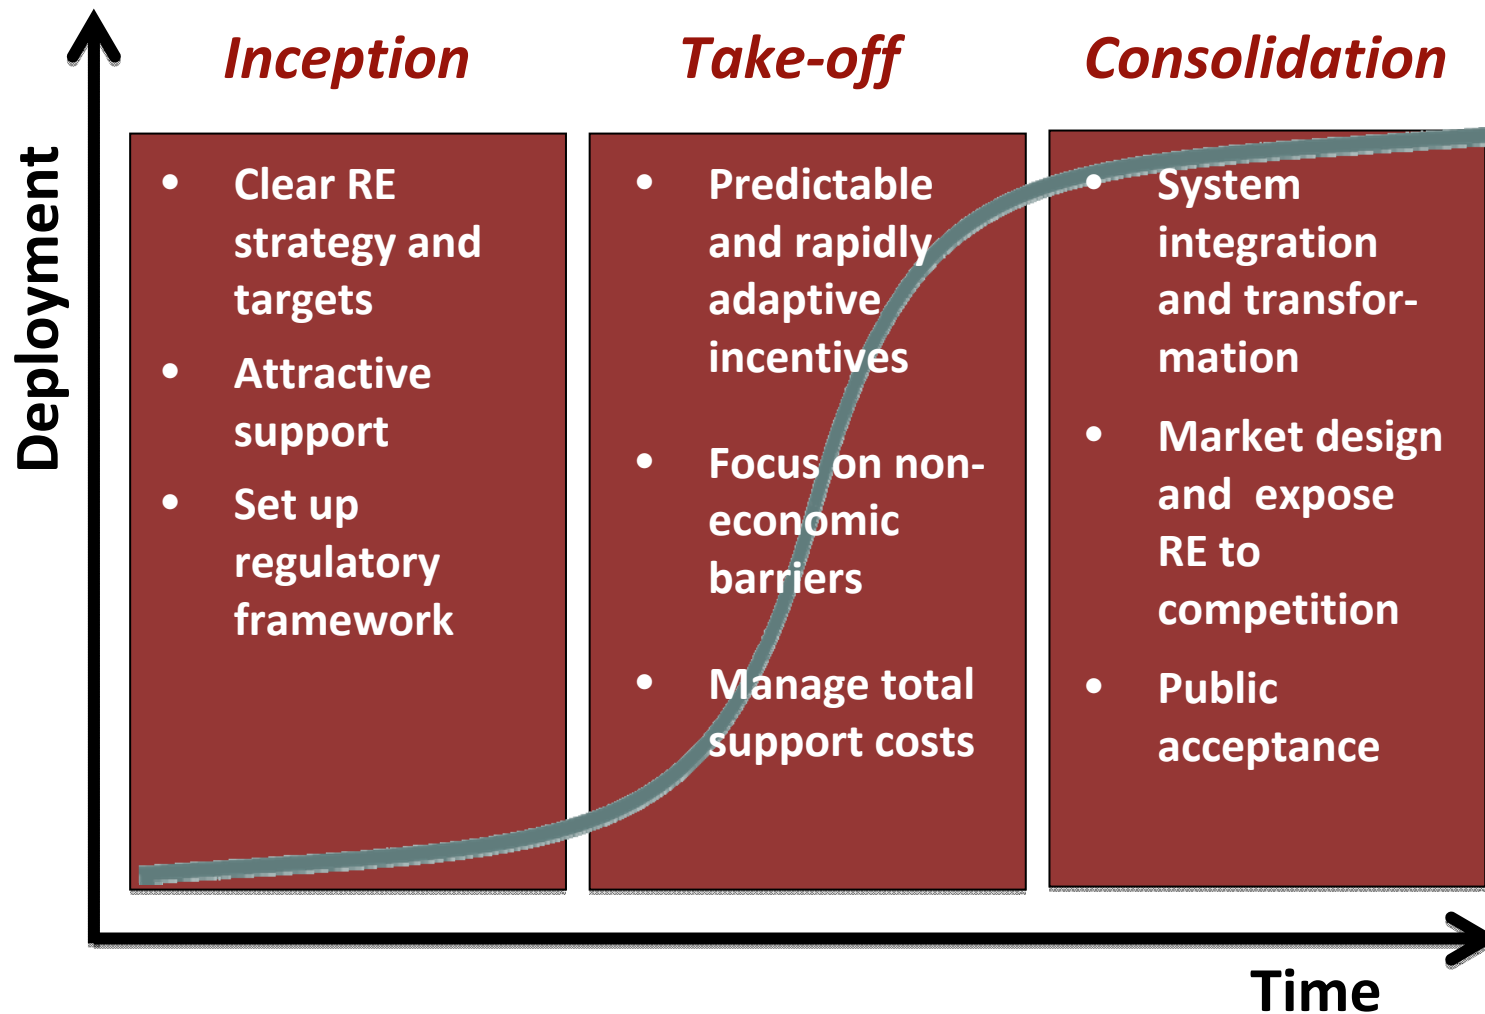 Inception
Take-off
Consolidation
Deployment
• Clear RE
strategy and
targets
• Attractive
support
• Set up
regulatory
framework
• Predictable
and rapidly
adaptive
incentives
• Focus on non-
economic
barriers
• Manage total
support costs
• System
integration
and transfor-
mation
• Market design
and expose
RE to
competition
• Public
acceptance
Time